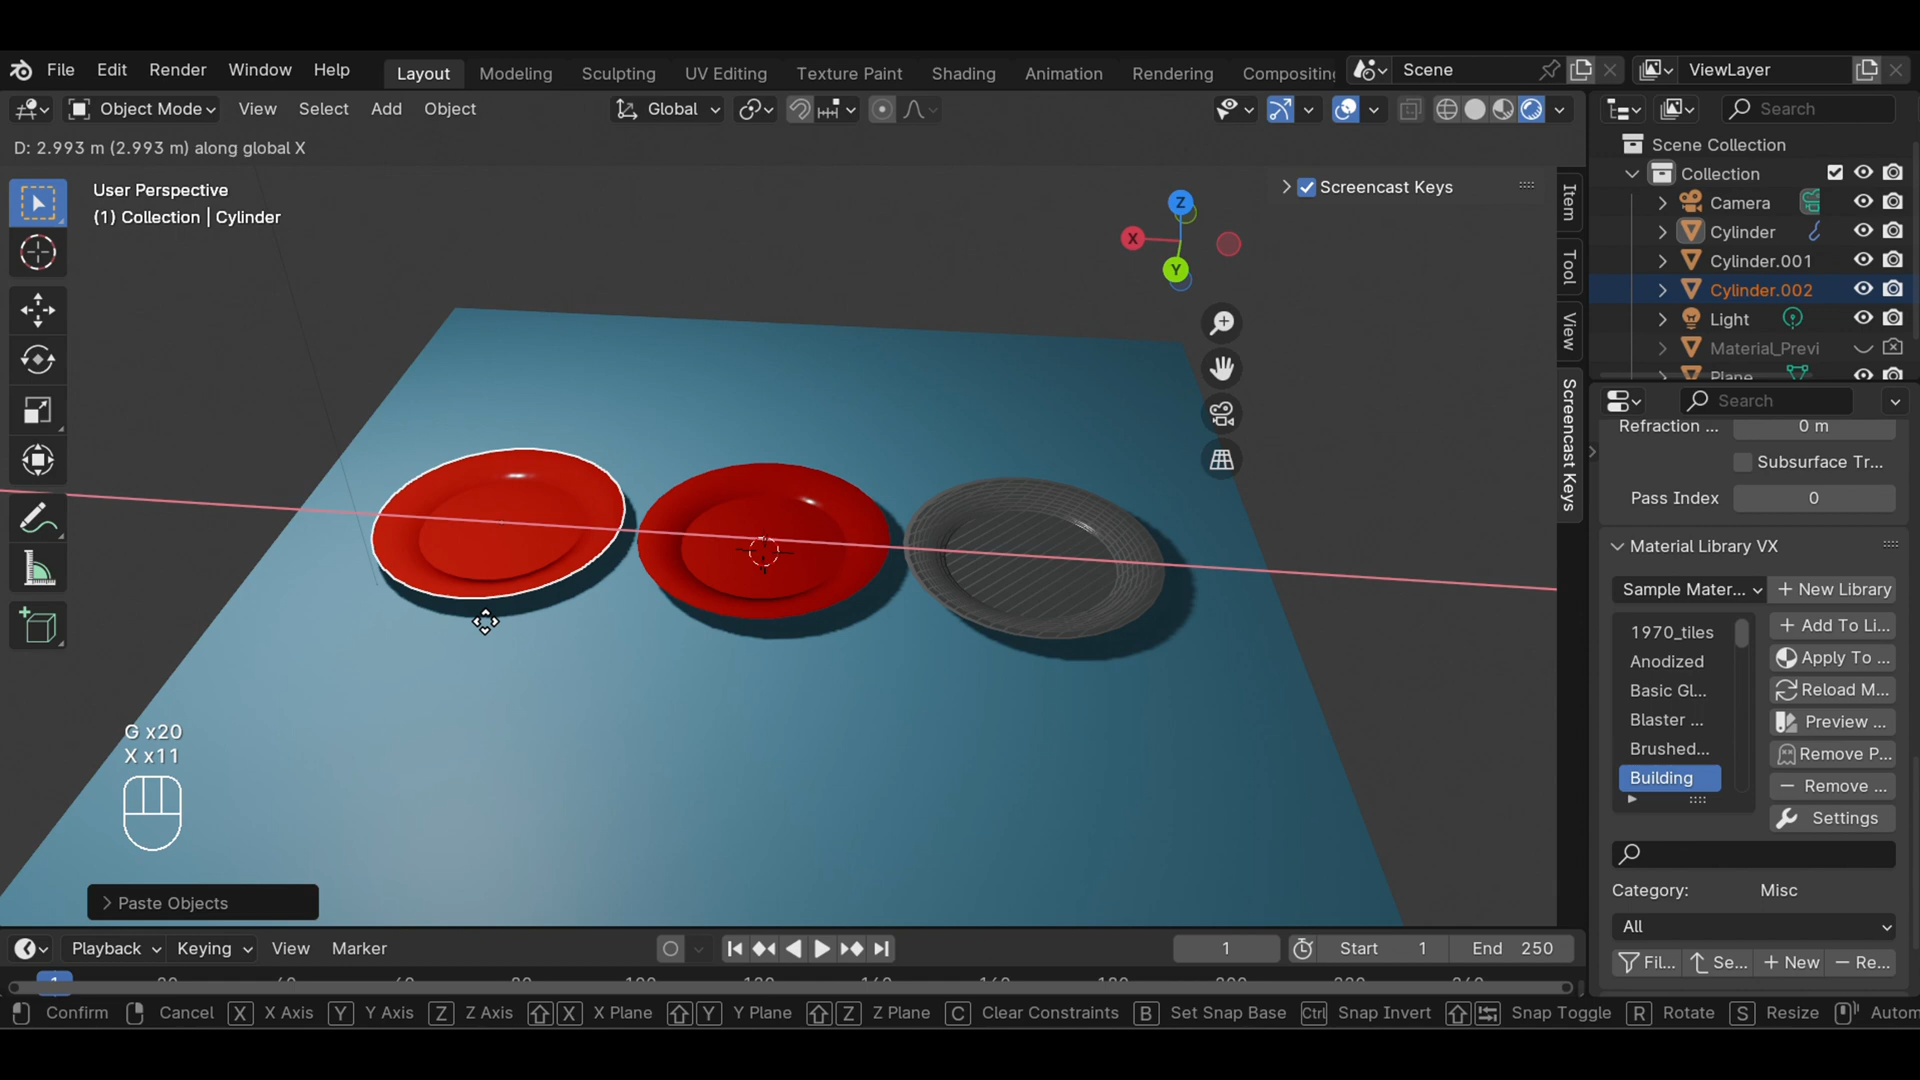 File Edit Render Window Help Layout Modeling Sculpting UV Editing Texture Paint Shading Animation Rendering Compositing Scene ViewLayer
Object Mode View Select Add Object Global Search
D: 2.993 m (2.993 m) along global X
User Perspective
(1) Collection | Cylinder
Screencast Keys
Z
X
Y
Item
Tool
View
Screencast Keys
G x20
X x11
Paste Objects
Scene Collection
Collection
Camera
Cylinder
Cylinder.001
Cylinder.002
Light
Material_Previ
Plane
Search
Refraction ... 0 m
Subsurface Tr...
Pass Index 0
Material Library VX
Sample Mater... + New Library
1970_tiles
Anodized
Basic Gl...
Blaster ...
Brushed...
Building
+ Add To Li...
Apply To ...
Reload M...
Preview ...
Remove P...
Remove ...
Settings
Category: Misc
All
Fil... Se... + New Re...
Playback Keying View Marker 1 Start 1 End 250
1
Confirm Cancel X X Axis Y Y Axis Z Z Axis X X Plane Y Y Plane Z Z Plane C Clear Constraints B Set Snap Base Ctrl Snap Invert Snap Toggle R Rotate S Resize Autom